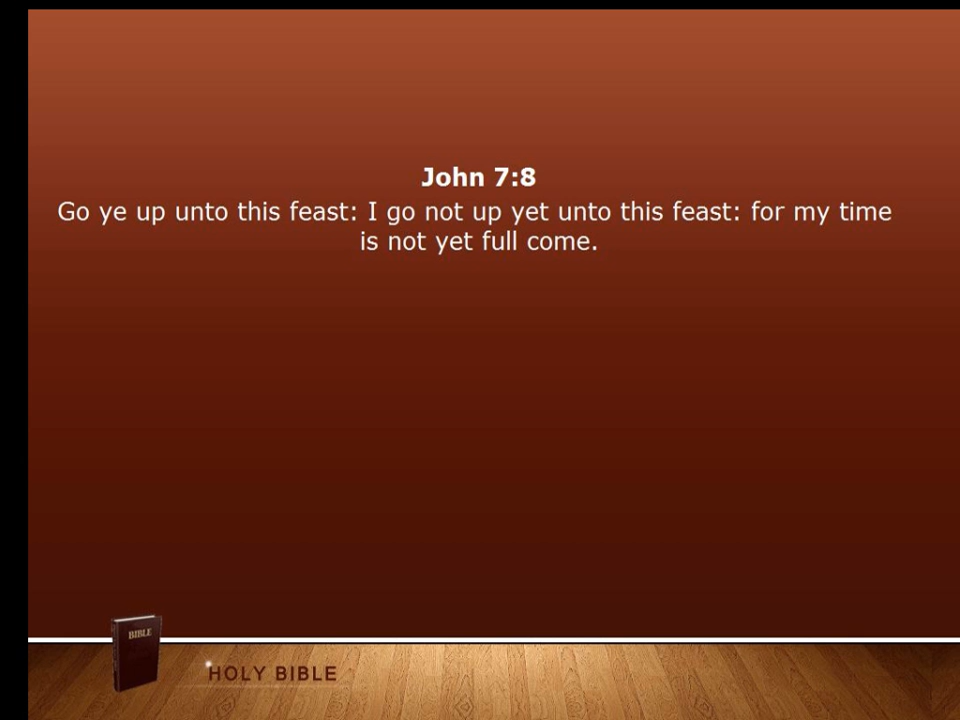 John 7:8
Go ye up unto this feast: I go not up yet unto this feast: for my time
is not yet full come.
BIBLE
HOLY BIBLE